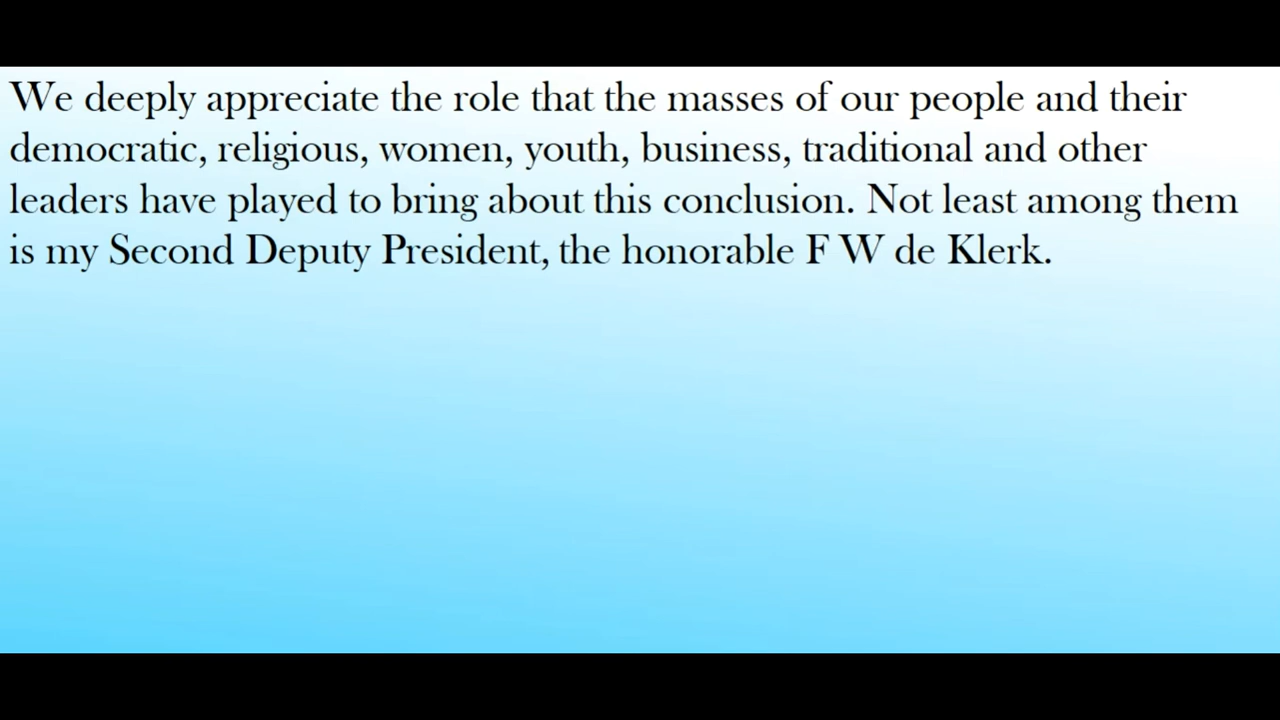 We deeply appreciate the role that the masses of our people and their
democratic, religious, women, youth, business, traditional and other
leaders have played to bring about this conclusion. Not least among them
is my Second Deputy President, the honorable F W de Klerk.